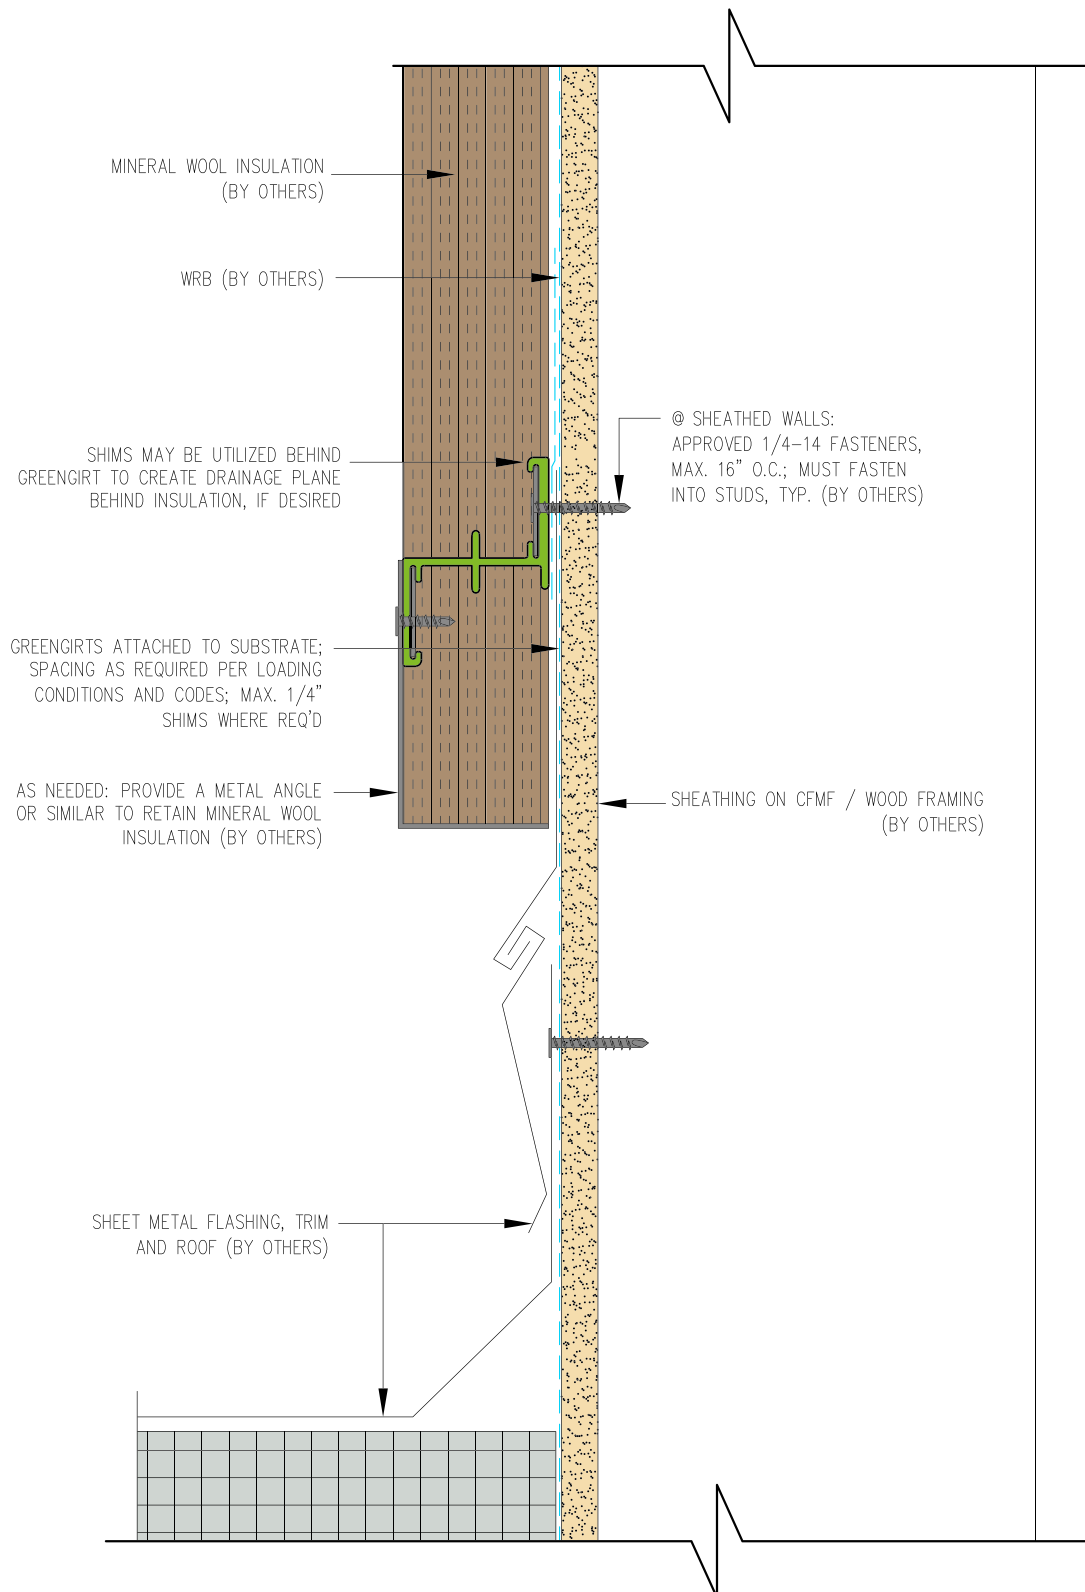 MINERAL WOOL INSULATION
(BY OTHERS)
WRB (BY OTHERS)
SHIMS MAY BE UTILIZED BEHIND
GREENGIRT TO CREATE DRAINAGE PLANE
BEHIND INSULATION, IF DESIRED
@ SHEATHED WALLS:
APPROVED 1/4-14 FASTENERS,
MAX. 16" O.C.; MUST FASTEN
INTO STUDS, TYP. (BY OTHERS)
GREENGIRTS ATTACHED TO SUBSTRATE;
SPACING AS REQUIRED PER LOADING
CONDITIONS AND CODES; MAX. 1/4"
SHIMS WHERE REQ'D
AS NEEDED: PROVIDE A METAL ANGLE
OR SIMILAR TO RETAIN MINERAL WOOL
INSULATION (BY OTHERS)
SHEATHING ON CFMF / WOOD FRAMING
(BY OTHERS)
SHEET METAL FLASHING, TRIM
AND ROOF (BY OTHERS)